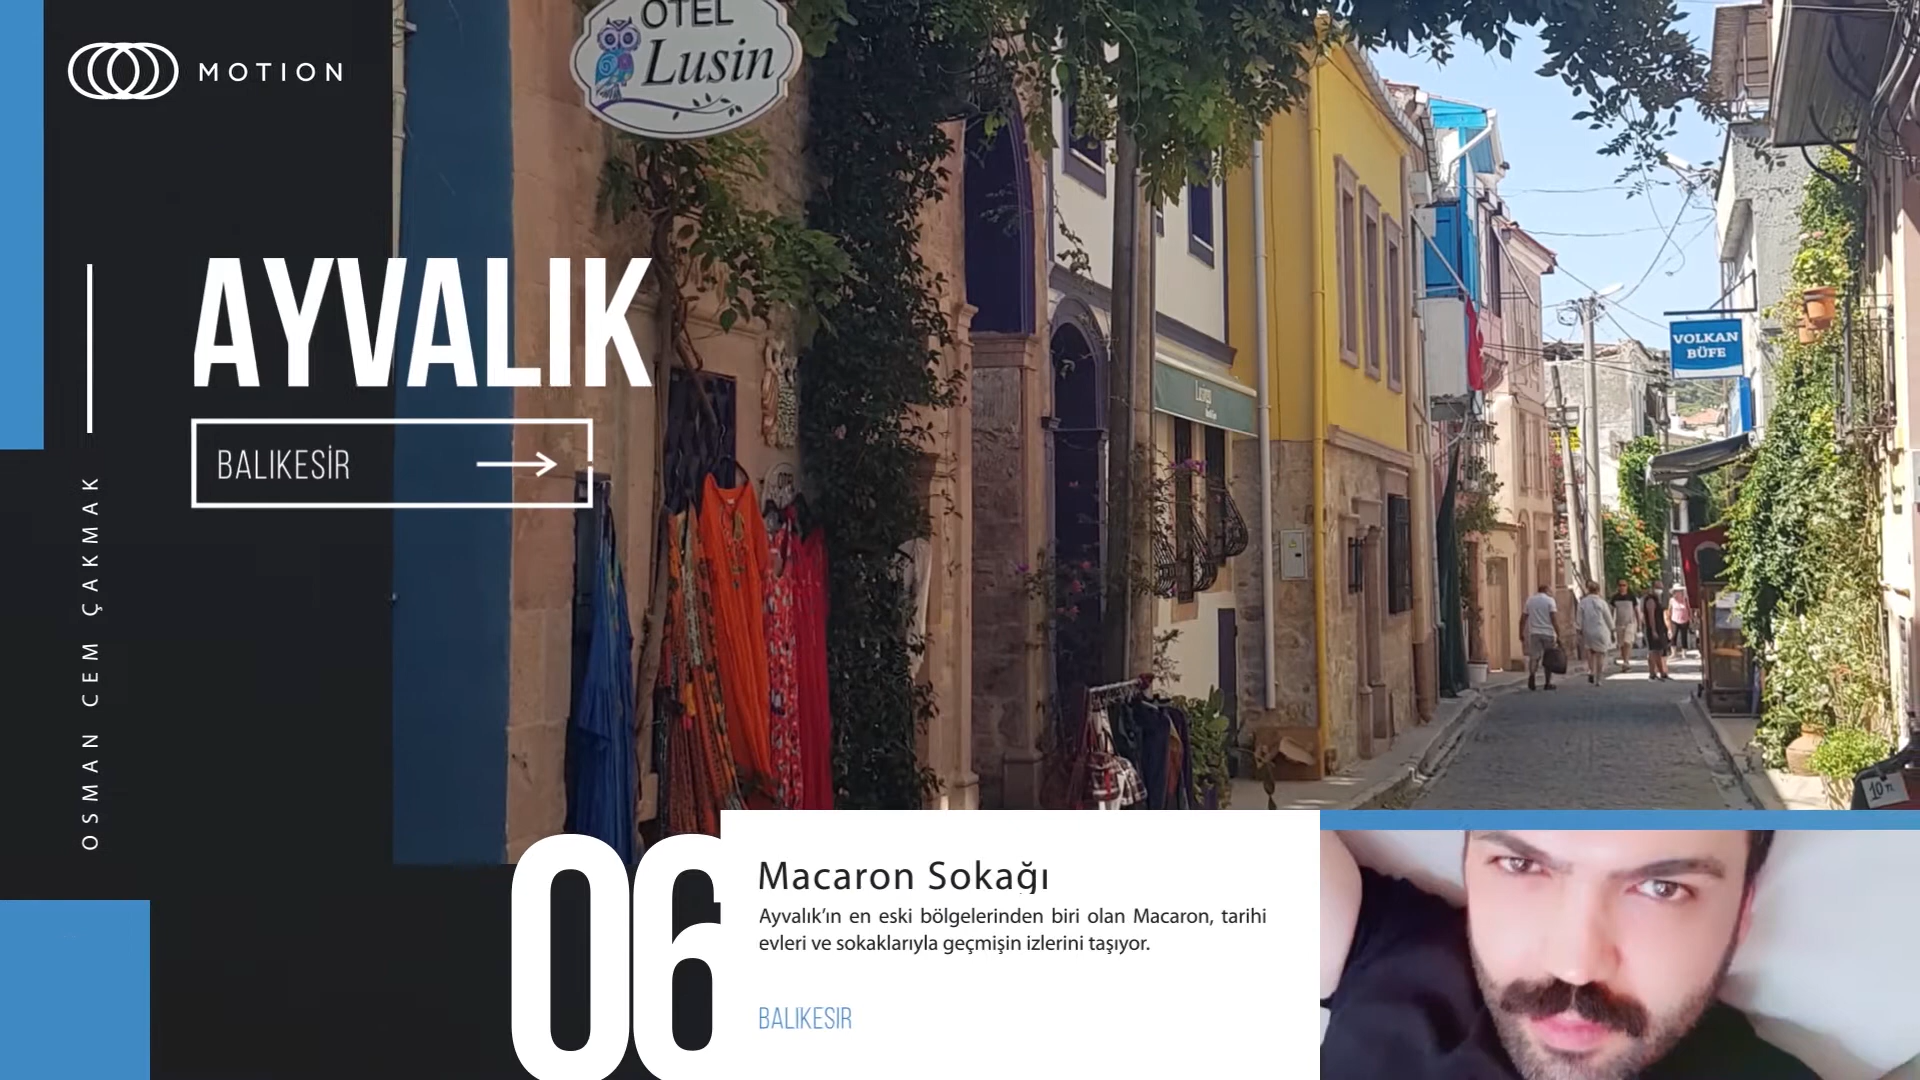 MOTION
OTEL
Lusin
AYVALIK
BALIKESİR
OSMAN CEM ÇAKMAK
VOLKAN
BÜFE
06
Macaron Sokağı
Ayvalık'ın en eski bölgelerinden biri olan Macaron, tarihi
evleri ve sokaklarıyla geçmişin izlerini taşıyor.
BALIKESIR